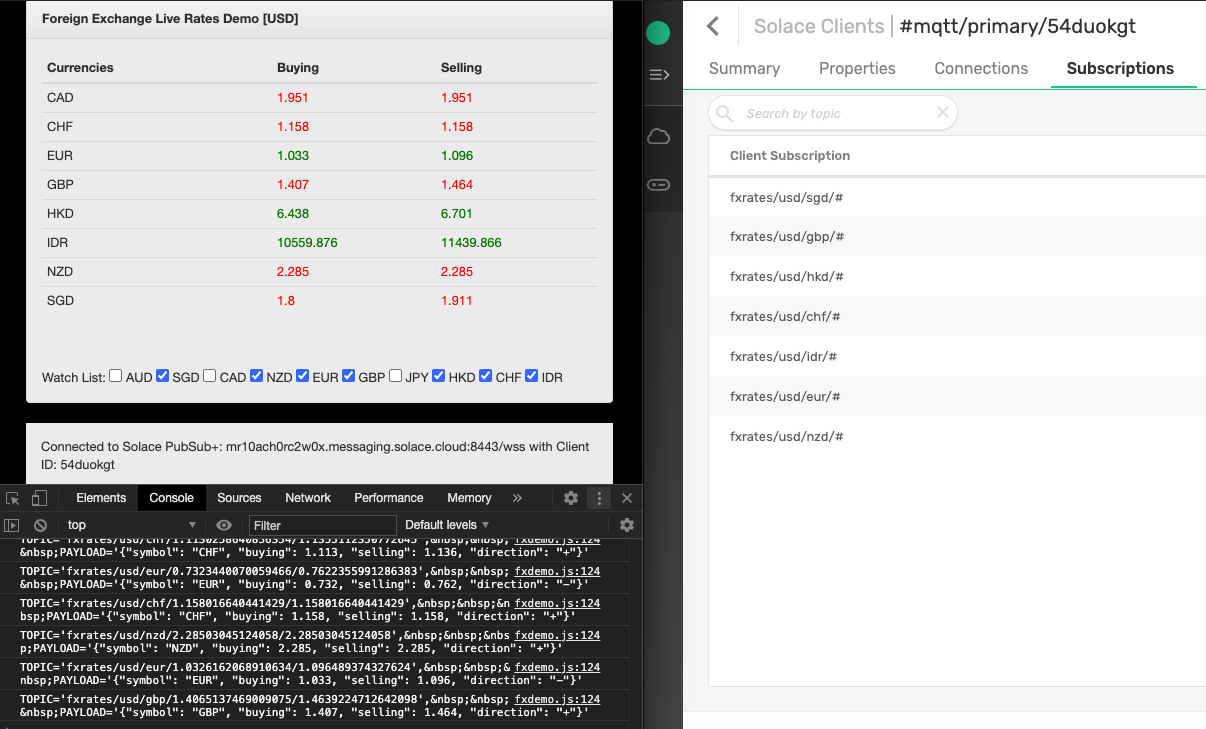 Foreign Exchange Live Rates Demo [USD]
Currencies Buying Selling
CAD 1.951 1.951
CHF 1.158 1.158
EUR 1.033 1.096
GBP 1.407 1.464
HKD 6.438 6.701
IDR 10559.876 11439.866
NZD 2.285 2.285
SGD 1.8 1.911
Watch List: AUD SGD CAD NZD EUR GBP JPY HKD CHF IDR
Connected to Solace PubSub+: mr10ach0rc2w0x.messaging.solace.cloud:8443/wss with Client
ID: 54duokgt
Elements Console Sources Network Performance Memory »
top Filter Default levels
&nbsp;PAYLOAD='{"symbol": "CHF", "buying": 1.113, "selling": 1.136, "direction": "+"}'
TOPIC='fxrates/usd/eur/0.7323440070059466/0.7622355991286383',&nbsp;&nbsp; fxdemo.js:124
&nbsp;PAYLOAD='{"symbol": "EUR", "buying": 0.732, "selling": 0.762, "direction": "-"}'
TOPIC='fxrates/usd/chf/1.158016640441429/1.158016640441429',&nbsp;&nbsp;&n fxdemo.js:124
bsp;PAYLOAD='{"symbol": "CHF", "buying": 1.158, "selling": 1.158, "direction": "+"}'
TOPIC='fxrates/usd/nzd/2.28503045124058/2.28503045124058',&nbsp;&nbsp;&nbs fxdemo.js:124
p;PAYLOAD='{"symbol": "NZD", "buying": 2.285, "selling": 2.285, "direction": "+"}'
TOPIC='fxrates/usd/eur/1.0326162068910634/1.096489374327624',&nbsp;&nbsp;& fxdemo.js:124
nbsp;PAYLOAD='{"symbol": "EUR", "buying": 1.033, "selling": 1.096, "direction": "-"}'
TOPIC='fxrates/usd/gbp/1.4065137469009075/1.4639224712642098',&nbsp;&nbsp; fxdemo.js:124
&nbsp;PAYLOAD='{"symbol": "GBP", "buying": 1.407, "selling": 1.464, "direction": "+"}'
Solace Clients | #mqtt/primary/54duokgt
Summary Properties Connections Subscriptions
Search by topic
Client Subscription
fxrates/usd/sgd/#
fxrates/usd/gbp/#
fxrates/usd/hkd/#
fxrates/usd/chf/#
fxrates/usd/idr/#
fxrates/usd/eur/#
fxrates/usd/nzd/#